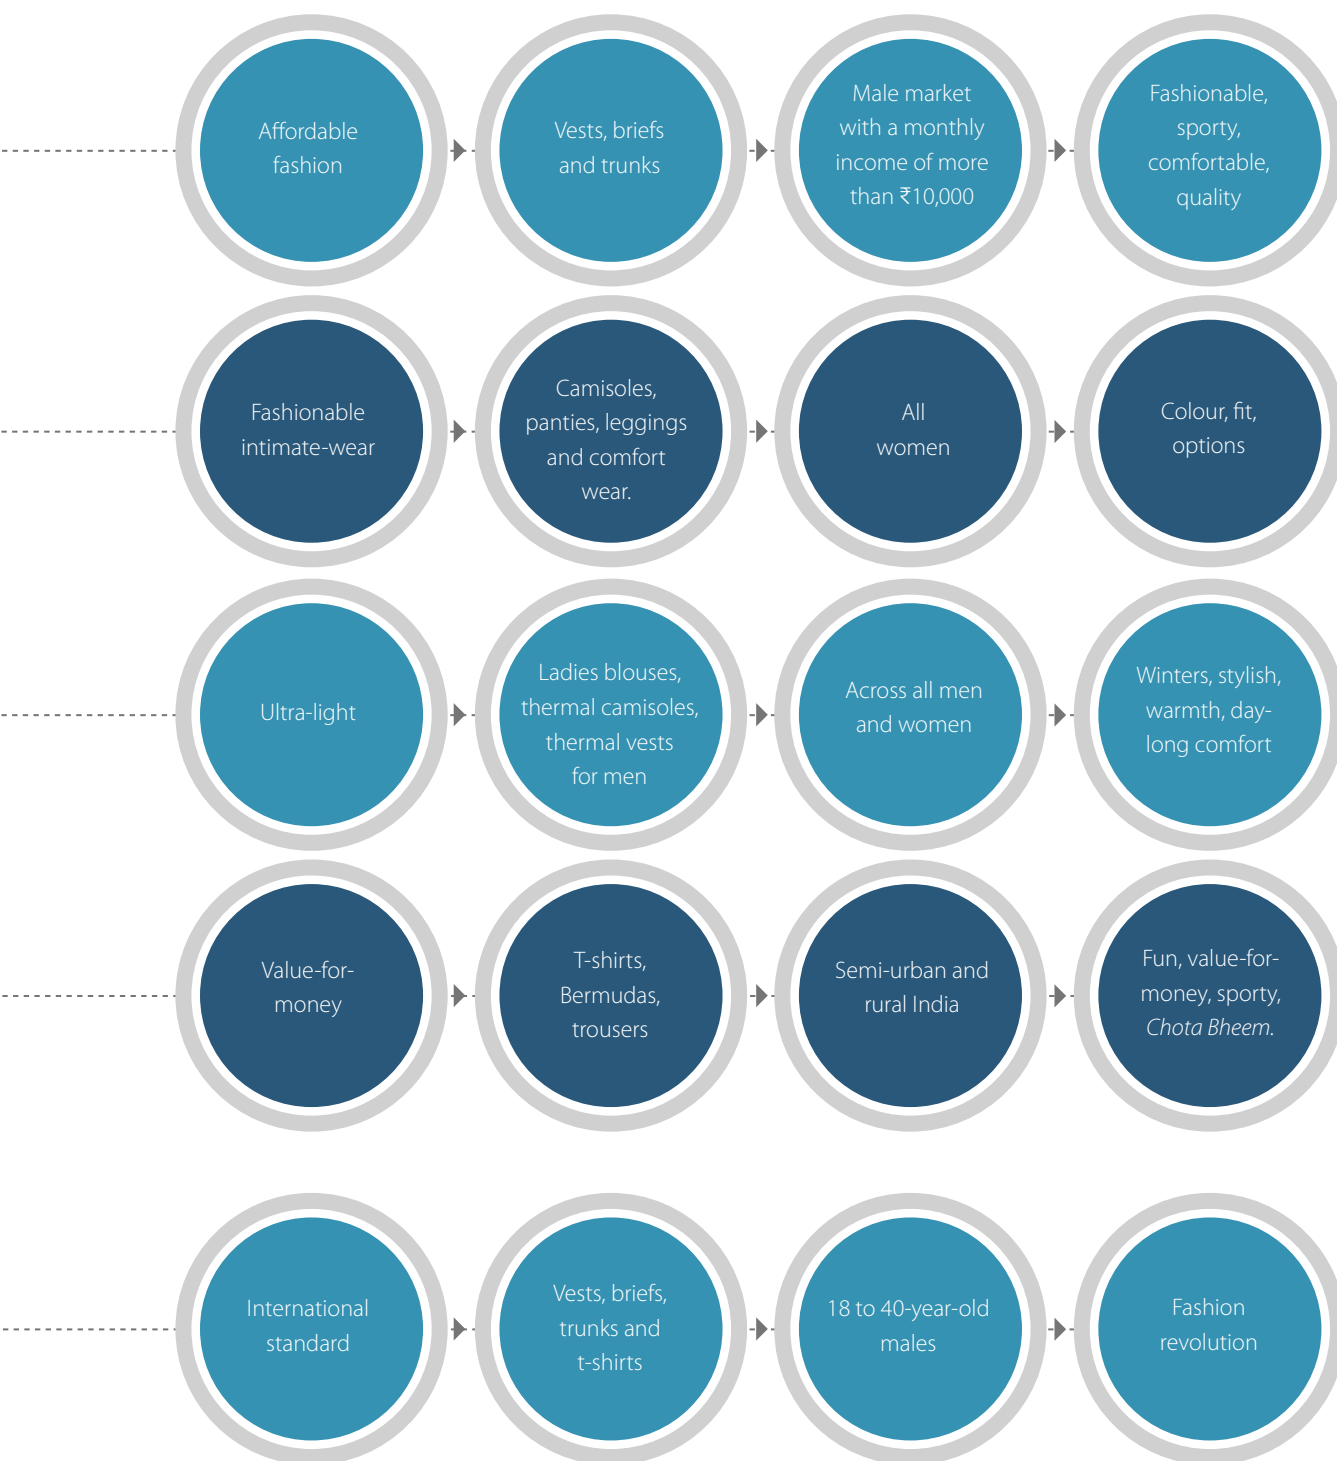 Affordable
fashion
Vests, briefs
and trunks
Male market
with a monthly
income of more
than ₹10,000
Fashionable,
sporty,
comfortable,
quality
Fashionable
intimate-wear
Camisoles,
panties, leggings
and comfort
wear.
All
women
Colour, fit,
options
Ultra-light
Ladies blouses,
thermal camisoles,
thermal vests
for men
Across all men
and women
Winters, stylish,
warmth, day-
long comfort
Value-for-
money
T-shirts,
Bermudas,
trousers
Semi-urban and
rural India
Fun, value-for-
money, sporty,
Chota Bheem.
International
standard
Vests, briefs,
trunks and
t-shirts
18 to 40-year-old
males
Fashion
revolution